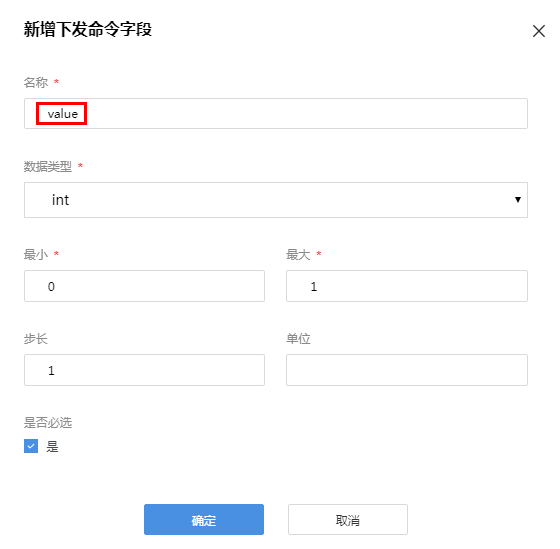 新增下发命令字段
名称 *
value
数据类型 *
int
最小 *
最大 *
0
1
步长
单位
1
是否必选
是
确定
取消